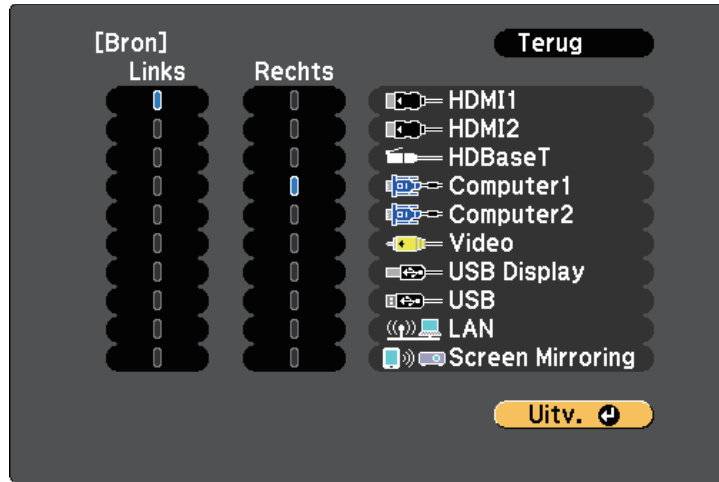 [Bron] Terug
Links Rechts
HDMI1
HDMI2
HDBaseT
Computer1
Computer2
Video
USB Display
USB
LAN
Screen Mirroring
Uitv.